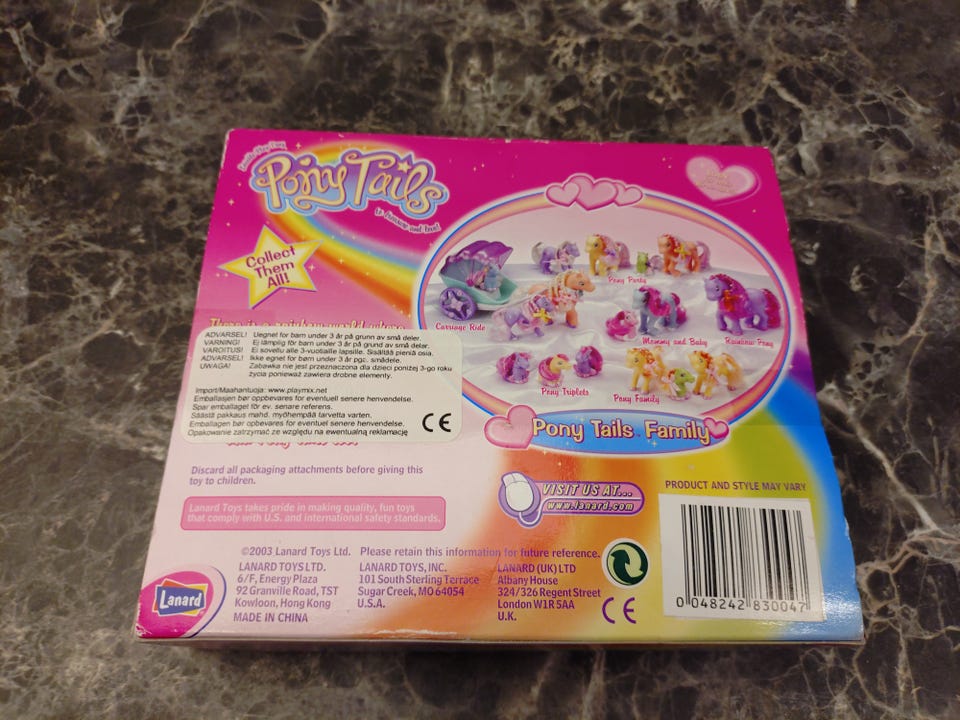 Pony Tails
to discover and love!
Collect
Them
All!
Carriage Ride
Pony Party
Mommy and Baby
Rainbow Pony
Pony Triplets
Pony Family
Pony Tails™ Family
There is a rainbow world where
ADVARSEL! Uegnet for barn under 3 år på grunn av små deler.
VARNING! Ej lämplig för barn under 3 år på grund av små delar.
VAROITUS! Ei sovellu alle 3-vuotiaille lapsille. Sisältää pieniä osia.
ADVARSEL! Ikke egnet for børn under 3 år pgc. smådele.
UWAGA! Zabawka nie jest przeznaczona dla dzieci poniżej 3-go roku
życia ponieważ zawiera drobne elementy.
Import/Maahantuoja: www.playmix.net
Emballasjen bør oppbevares for eventuell senere henvendelse.
Spar emballaget för ev. senare referens.
Säästä pakkaus mahd. myöhempää tarvetta varten.
Emballagen bør opbevares for eventuel senere henvendelse.
Opakowanie zatrzymać ze względu na ewentualną reklamację
CE
Discard all packaging attachments before giving this
toy to children.
Lanard Toys takes pride in making quality, fun toys
that comply with U.S. and international safety standards.
VISIT US AT...
www.lanard.com
PRODUCT AND STYLE MAY VARY
©2003 Lanard Toys Ltd. Please retain this information for future reference.
LANARD TOYS LTD.
6/F, Energy Plaza
92 Granville Road, TST
Kowloon, Hong Kong
MADE IN CHINA
LANARD TOYS, INC.
101 South Sterling Terrace
Sugar Creek, MO 64054
U.S.A.
LANARD (UK) LTD
Albany House
324/326 Regent Street
London W1R 5AA
U.K.
CE
Lanard
0 048242 830047